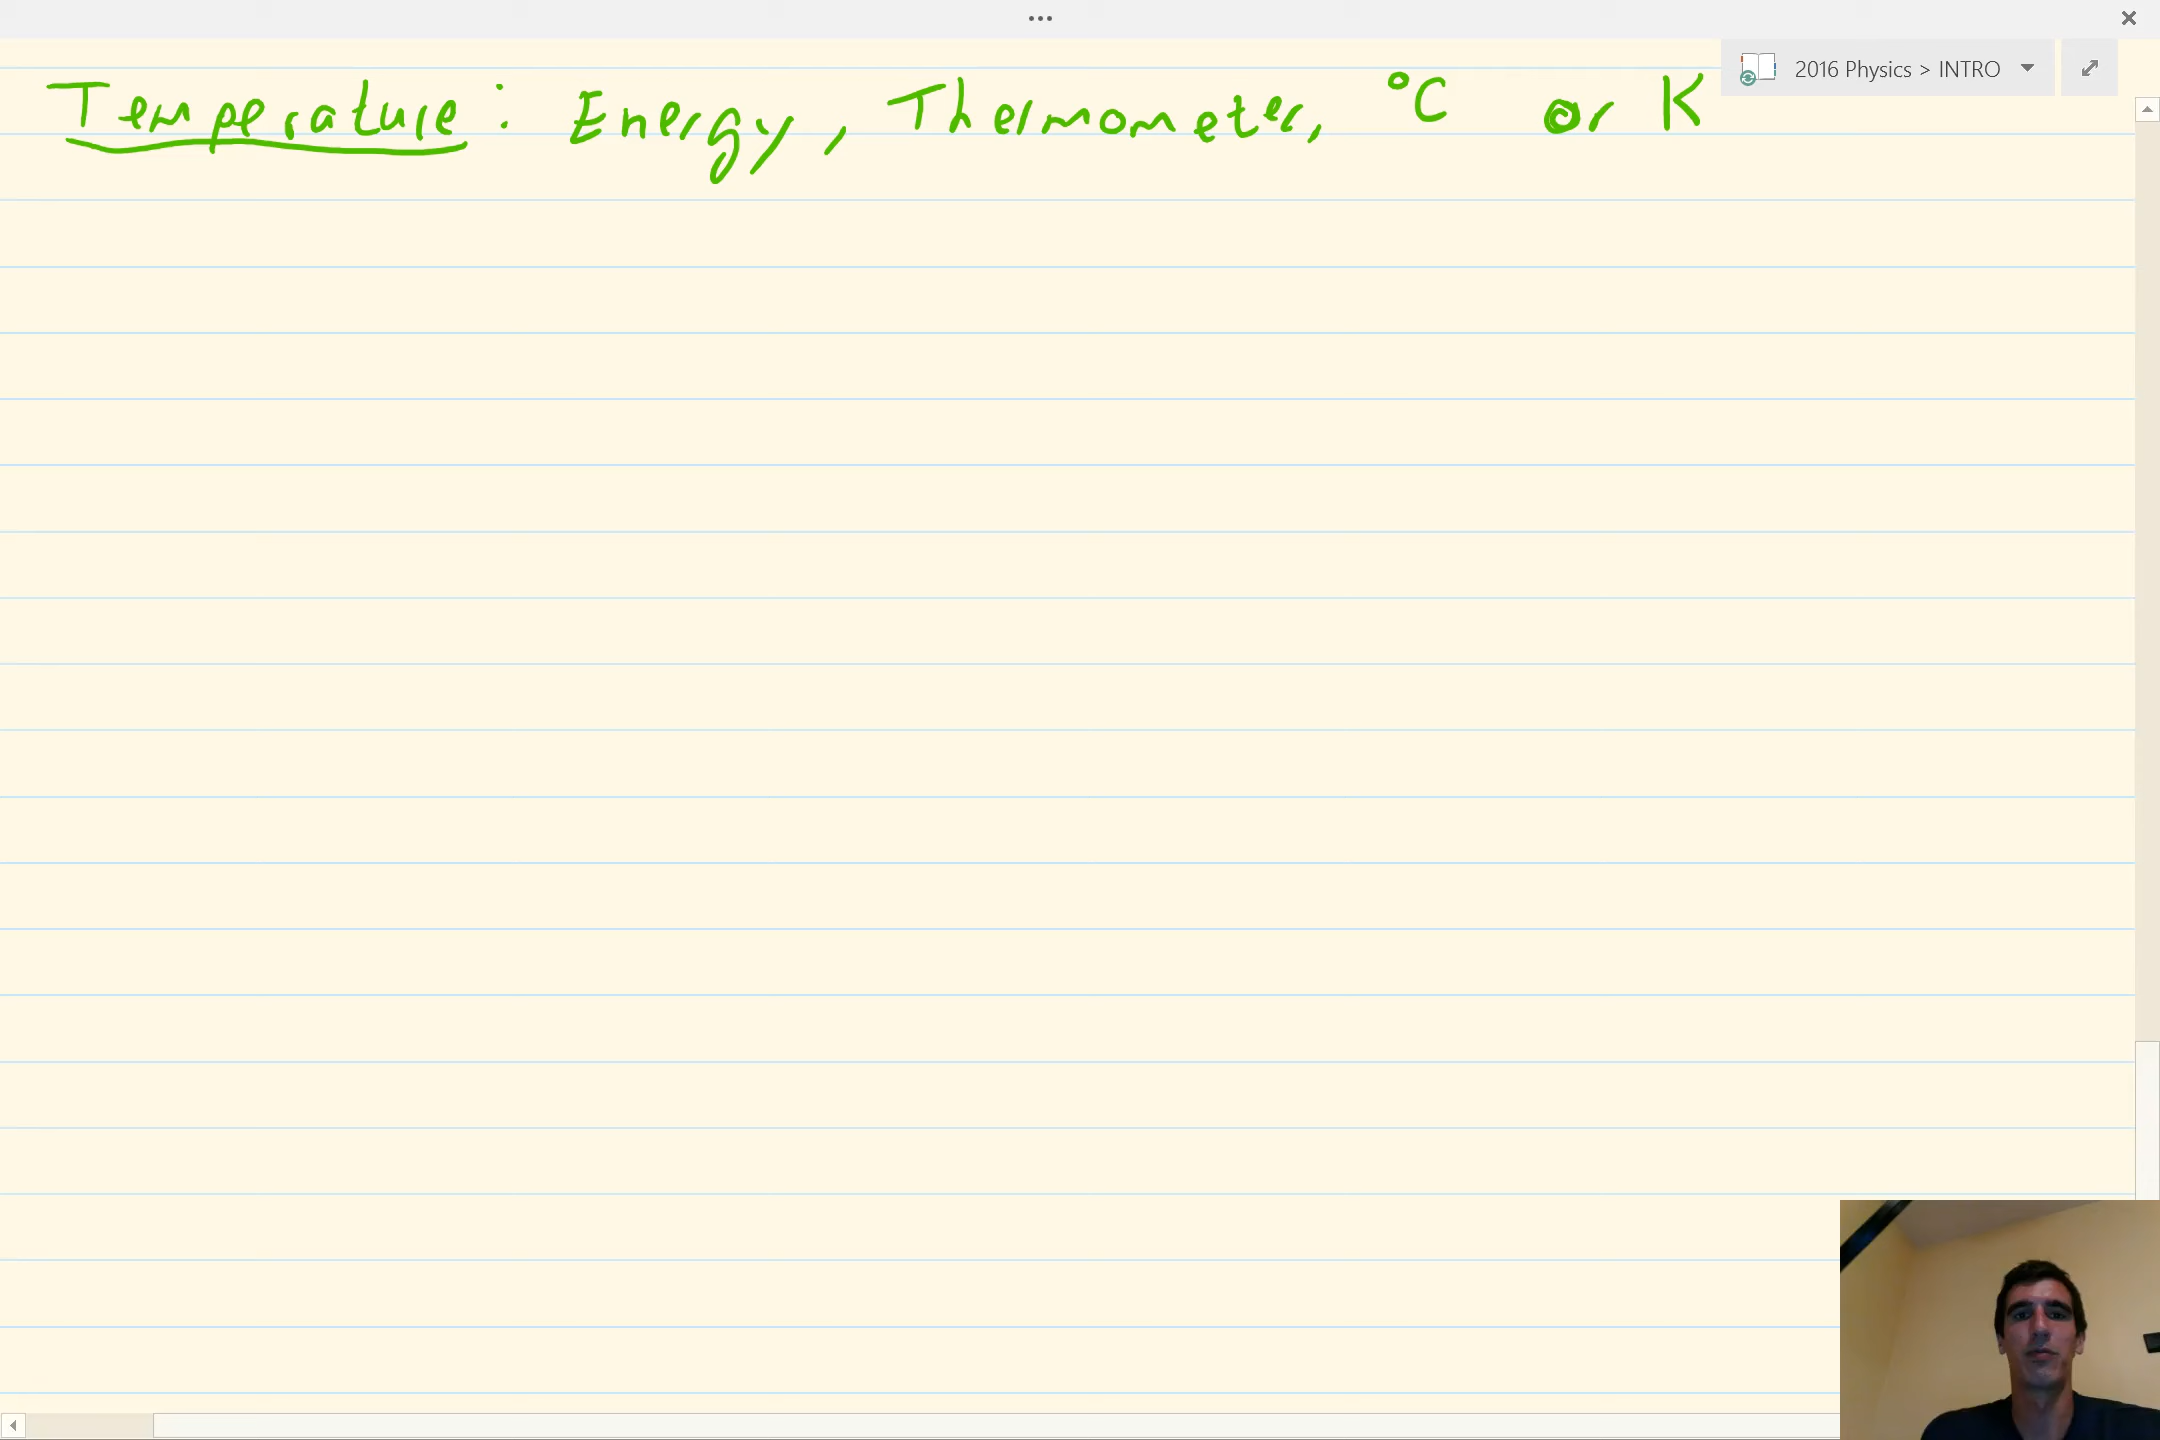 2016 Physics > INTRO
Temperature: Energy, Thermometer, °C or K